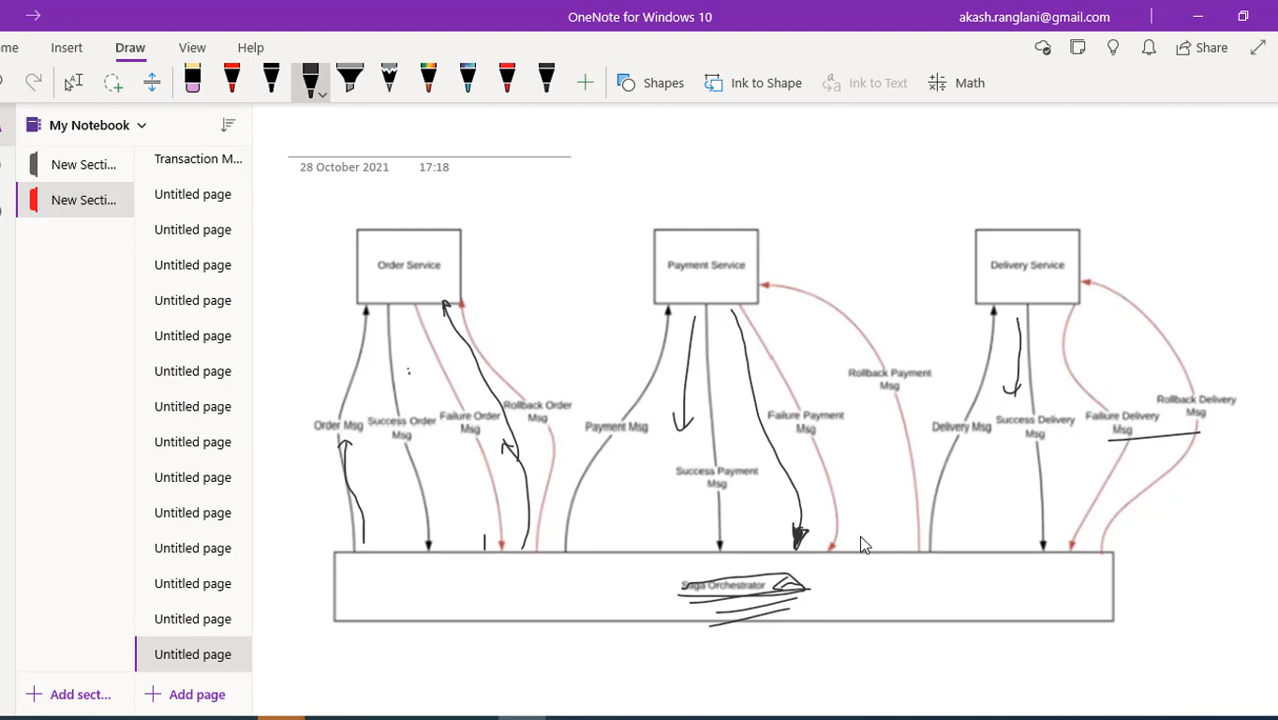 OneNote for Windows 10
akash.ranglani@gmail.com
ome
Insert
Draw
View
Help
Share
Shapes
Ink to Shape
Ink to Text
Math
My Notebook
New Secti...
New Secti...
Transaction M...
Untitled page
Untitled page
Untitled page
Untitled page
Untitled page
Untitled page
Untitled page
Untitled page
Untitled page
Untitled page
Untitled page
Untitled page
Untitled page
Untitled page
Add sect...
Add page
28 October 2021
17:18
Order Service
Payment Service
Delivery Service
Order Msg
Success Order
Msg
Failure Order
Msg
Rollback Order
Msg
Payment Msg
Success Payment
Msg
Failure Payment
Msg
Rollback Payment
Msg
Delivery Msg
Success Delivery
Msg
Failiure Delivery
Msg
Rollback Delivery
Msg
Saga Orchestrator